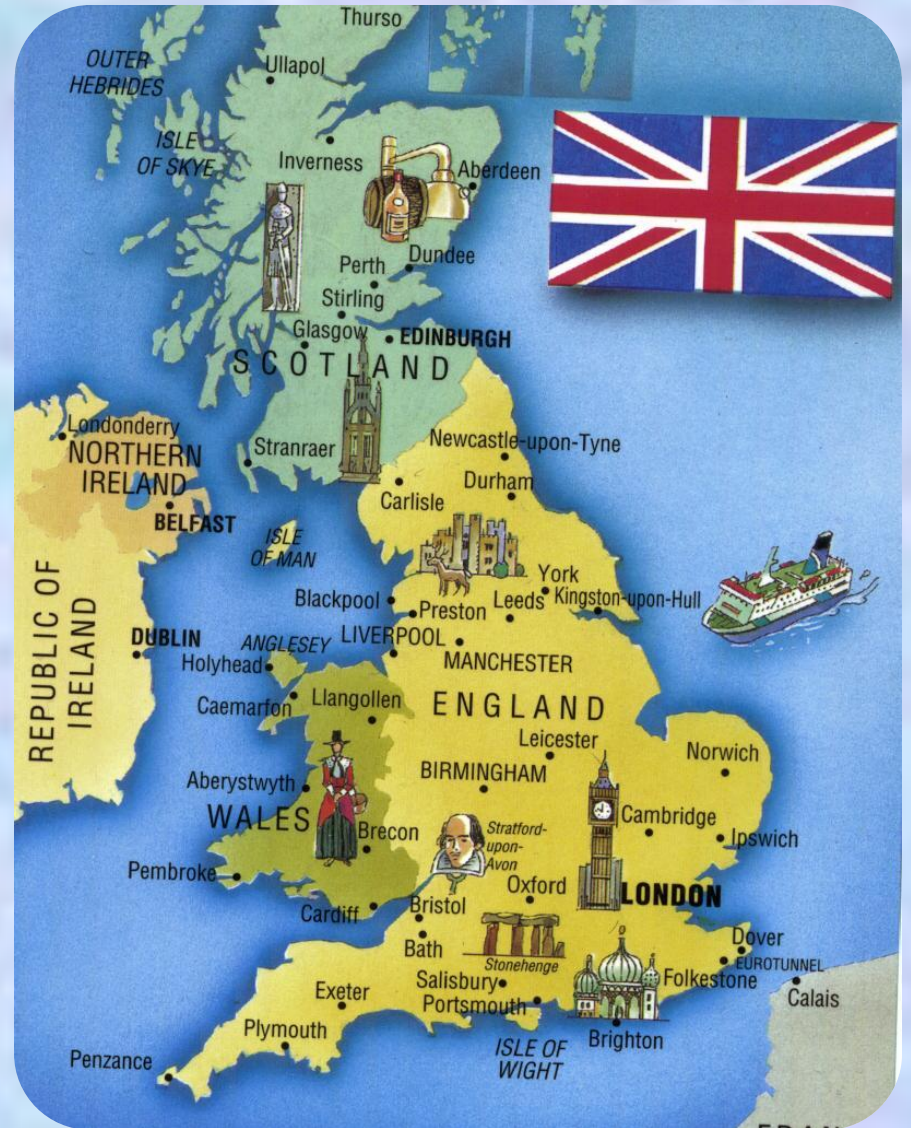 Thurso
OUTER
HEBRIDES
Ullapol
ISLE
OF SKYE
Inverness
Aberdeen
Dundee
Perth
Stirling
Glasgow
EDINBURGH
SCOTLAND
Londonderry
NORTHERN
IRELAND
BELFAST
Stranraer
Newcastle-upon-Tyne
Durham
Carlisle
ISLE
OF MAN
York
Blackpool
Preston
Leeds
Kingston-upon-Hull
REPUBLIC OF
IRELAND
DUBLIN
ANGLESEY
LIVERPOOL
Holyhead
MANCHESTER
Caemarfon
Llangollen
ENGLAND
Leicester
Norwich
BIRMINGHAM
Aberystwyth
WALES
Cambridge
Brecon
Stratford-
upon-
Avon
Ipswich
Pembroke
Oxford
LONDON
Cardiff
Bristol
Bath
Stonehenge
Dover
EUROTUNNEL
Folkestone
Salisbury
Portsmouth
Calais
Exeter
Plymouth
Brighton
ISLE OF
WIGHT
Penzance